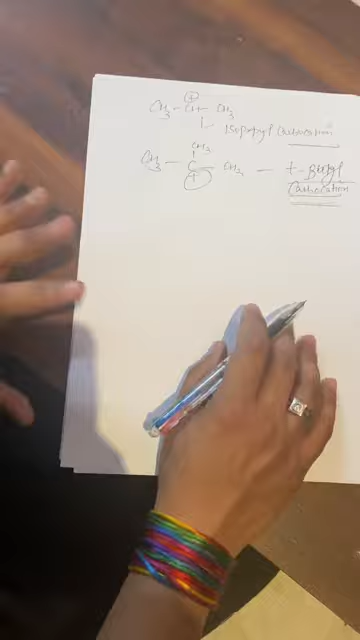 CH3 - CH - CH3
+
Isopropyl Carbocation
CH3
CH3 - C - CH3 - t-Butyl
+
Carbocation